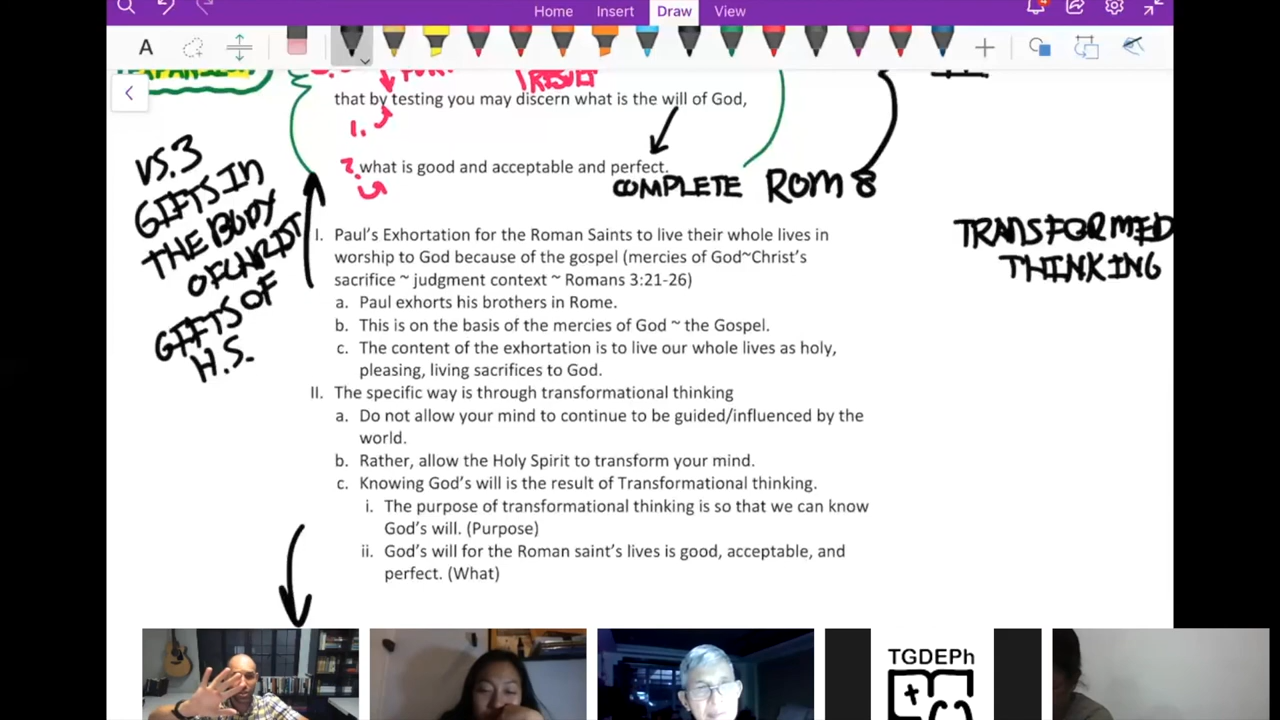 Home Insert Draw View
A
RESULT
that by testing you may discern what is the will of God,
1.
2. what is good and acceptable and perfect.
COMPLETE ROM 8
VS.3
GIFTS IN
THE BODY
OF CHRIST
GIFTS OF
H.S.
TRANSFORMED
THINKING
I. Paul's Exhortation for the Roman Saints to live their whole lives in
worship to God because of the gospel (mercies of God~Christ's
sacrifice ~ judgment context ~ Romans 3:21-26)
a. Paul exhorts his brothers in Rome.
b. This is on the basis of the mercies of God ~ the Gospel.
c. The content of the exhortation is to live our whole lives as holy,
pleasing, living sacrifices to God.
II. The specific way is through transformational thinking
a. Do not allow your mind to continue to be guided/influenced by the
world.
b. Rather, allow the Holy Spirit to transform your mind.
c. Knowing God's will is the result of Transformational thinking.
i. The purpose of transformational thinking is so that we can know
God's will. (Purpose)
ii. God's will for the Roman saint's lives is good, acceptable, and
perfect. (What)
TGDEPh